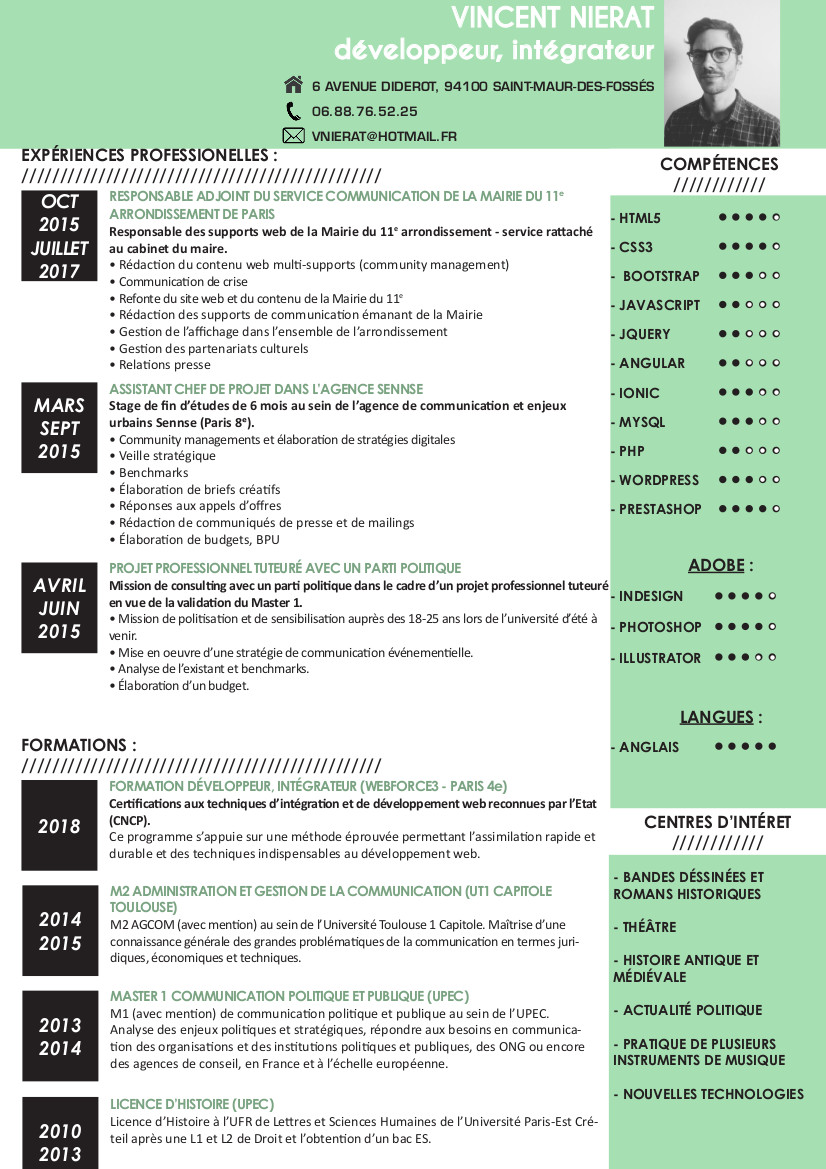 VINCENT NIERAT
développeur, intégrateur
6 AVENUE DIDEROT, 94100 SAINT-MAUR-DES-FOSSÉS
06.88.76.52.25
VNIERAT@HOTMAIL.FR
EXPÉRIENCES PROFESSIONELLES :
///////////////////////////////////////////////
OCT
2015
JUILLET
2017
RESPONSABLE ADJOINT DU SERVICE COMMUNICATION DE LA MAIRIE DU 11e
ARRONDISSEMENT DE PARIS
Responsable des supports web de la Mairie du 11e arrondissement - service rattaché
au cabinet du maire.
• Rédaction du contenu web multi-supports (community management)
• Communication de crise
• Refonte du site web et du contenu de la Mairie du 11e
• Rédaction des supports de communication émanant de la Mairie
• Gestion de l'affichage dans l'ensemble de l'arrondissement
• Gestion des partenariats culturels
• Relations presse
MARS
SEPT
2015
ASSISTANT CHEF DE PROJET DANS L'AGENCE SENNSE
Stage de fin d'études de 6 mois au sein de l'agence de communication et enjeux
urbains Sennse (Paris 8e).
• Community managements et élaboration de stratégies digitales
• Veille stratégique
• Benchmarks
• Élaboration de briefs créatifs
• Réponses aux appels d'offres
• Rédaction de communiqués de presse et de mailings
• Élaboration de budgets, BPU
AVRIL
JUIN
2015
PROJET PROFESSIONNEL TUTEURÉ AVEC UN PARTI POLITIQUE
Mission de consulting avec un parti politique dans le cadre d'un projet professionnel tuteuré
en vue de la validation du Master 1.
• Mission de politisation et de sensibilisation auprès des 18-25 ans lors de l'université d'été à
venir.
• Mise en oeuvre d'une stratégie de communication événementielle.
• Analyse de l'existant et benchmarks.
• Élaboration d'un budget.
FORMATIONS :
///////////////////////////////////////////////
2018
FORMATION DÉVELOPPEUR, INTÉGRATEUR (WEBFORCE3 - PARIS 4e)
Certifications aux techniques d'intégration et de développement web reconnues par l'Etat
(CNCP).
Ce programme s'appuie sur une méthode éprouvée permettant l'assimilation rapide et
durable et des techniques indispensables au développement web.
2014
2015
M2 ADMINISTRATION ET GESTION DE LA COMMUNICATION (UT1 CAPITOLE
TOULOUSE)
M2 AGCOM (avec mention) au sein de l'Université Toulouse 1 Capitole. Maîtrise d'une
connaissance générale des grandes problématiques de la communication en termes juri-
diques, économiques et techniques.
2013
2014
MASTER 1 COMMUNICATION POLITIQUE ET PUBLIQUE (UPEC)
M1 (avec mention) de communication politique et publique au sein de l'UPEC.
Analyse des enjeux politiques et stratégiques, répondre aux besoins en communica-
tion des organisations et des institutions politiques et publiques, des ONG ou encore
des agences de conseil, en France et à l'échelle européenne.
2010
2013
LICENCE D'HISTOIRE (UPEC)
Licence d'Histoire à l'UFR de Lettres et Sciences Humaines de l'Université Paris-Est Cré-
teil après une L1 et L2 de Droit et l'obtention d'un bac ES.
COMPÉTENCES
////////////
- HTML5
- CSS3
- BOOTSTRAP
- JAVASCRIPT
- JQUERY
- ANGULAR
- IONIC
- MYSQL
- PHP
- WORDPRESS
- PRESTASHOP
ADOBE :
- INDESIGN
- PHOTOSHOP
- ILLUSTRATOR
LANGUES :
- ANGLAIS
CENTRES D'INTÉRET
////////////
- BANDES DÉSSINÉES ET
ROMANS HISTORIQUES
- THÉÂTRE
- HISTOIRE ANTIQUE ET
MÉDIÉVALE
- ACTUALITÉ POLITIQUE
- PRATIQUE DE PLUSIEURS
INSTRUMENTS DE MUSIQUE
- NOUVELLES TECHNOLOGIES